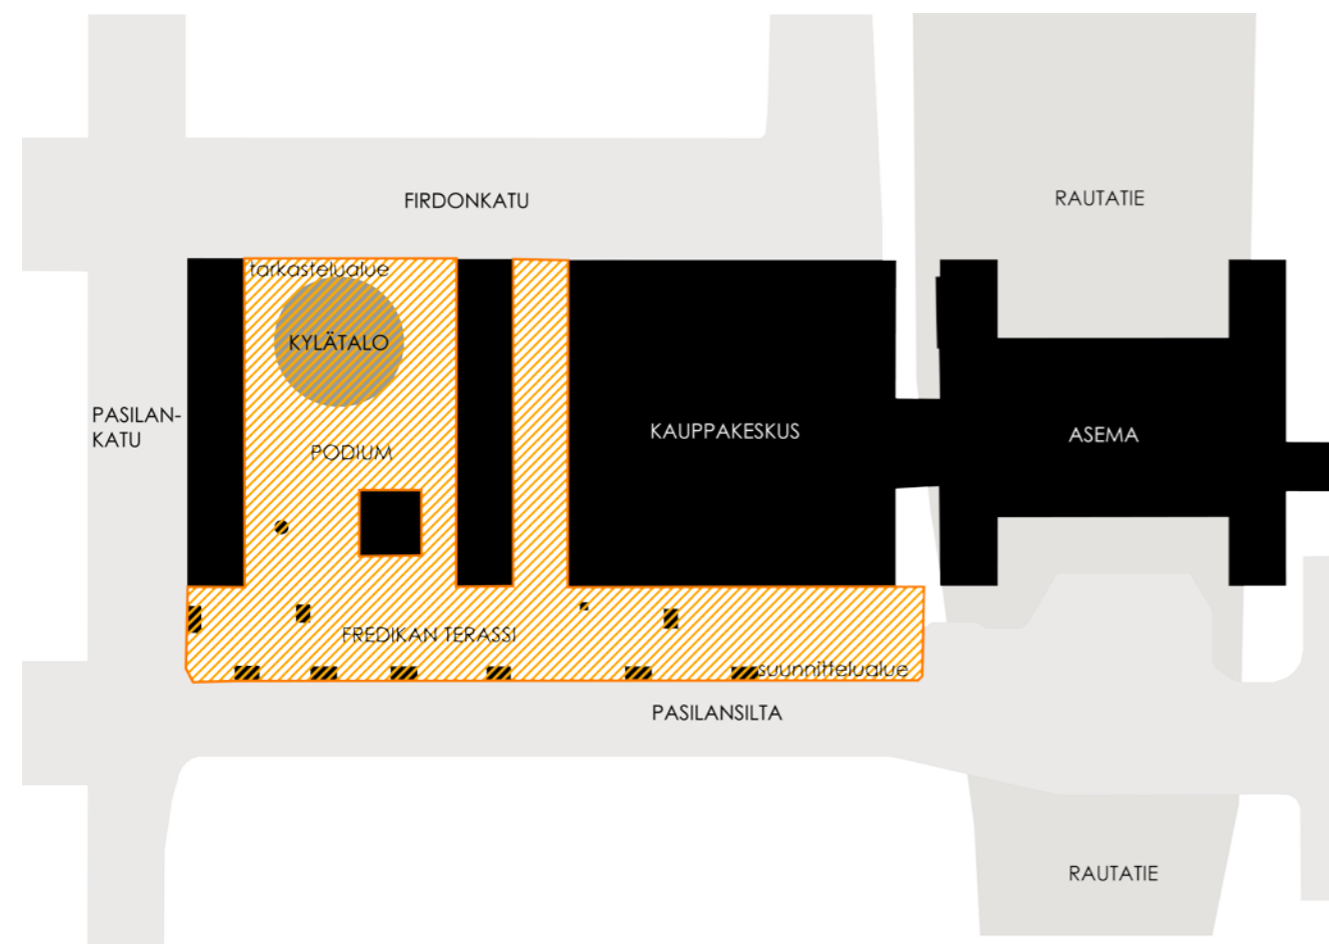 FIRDONKATU
RAUTATIE
tarkastelualue
KYLÄTALO
PASILAN-
KATU
PODIUM
KAUPPAKESKUS
ASEMA
FREDIKAN TERASSI
suunnittelualue
PASILANSILTA
RAUTATIE